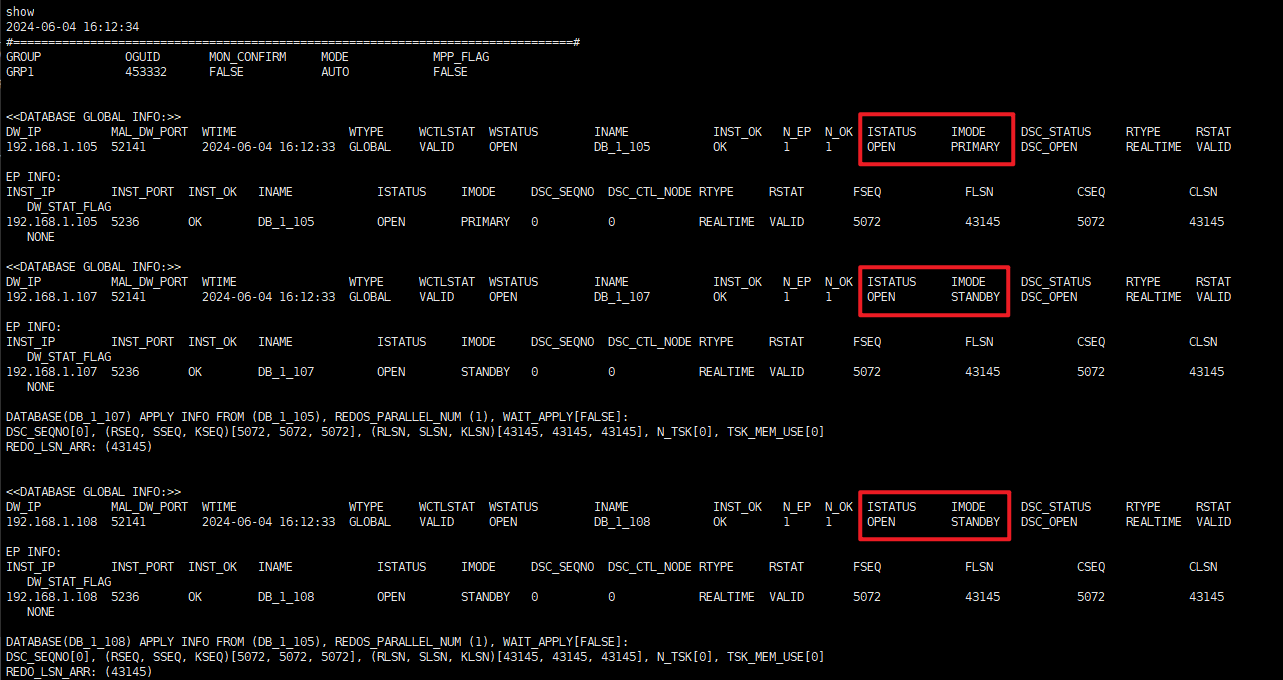 show
2024-06-04 16:12:34
#================================================================================#
GROUP OGUID MON_CONFIRM MODE MPP_FLAG
GRP1 453332 FALSE AUTO FALSE
<<DATABASE GLOBAL INFO:>>
DW_IP MAL_DW_PORT WTIME WTYPE WCTLSTAT WSTATUS INAME INST_OK N_EP N_OK ISTATUS IMODE DSC_STATUS RTYPE RSTAT
192.168.1.105 52141 2024-06-04 16:12:33 GLOBAL VALID OPEN DB_1_105 OK 1 1 OPEN PRIMARY DSC_OPEN REALTIME VALID
EP INFO:
INST_IP INST_PORT INST_OK INAME ISTATUS IMODE DSC_SEQNO DSC_CTL_NODE RTYPE RSTAT FSEQ FLSN CSEQ CLSN
DW_STAT_FLAG
192.168.1.105 5236 OK DB_1_105 OPEN PRIMARY 0 0 REALTIME VALID 5072 43145 5072 43145
NONE
<<DATABASE GLOBAL INFO:>>
DW_IP MAL_DW_PORT WTIME WTYPE WCTLSTAT WSTATUS INAME INST_OK N_EP N_OK ISTATUS IMODE DSC_STATUS RTYPE RSTAT
192.168.1.107 52141 2024-06-04 16:12:33 GLOBAL VALID OPEN DB_1_107 OK 1 1 OPEN STANDBY DSC_OPEN REALTIME VALID
EP INFO:
INST_IP INST_PORT INST_OK INAME ISTATUS IMODE DSC_SEQNO DSC_CTL_NODE RTYPE RSTAT FSEQ FLSN CSEQ CLSN
DW_STAT_FLAG
192.168.1.107 5236 OK DB_1_107 OPEN STANDBY 0 0 REALTIME VALID 5072 43145 5072 43145
NONE
DATABASE(DB_1_107) APPLY INFO FROM (DB_1_105), REDOS_PARALLEL_NUM (1), WAIT_APPLY[FALSE]:
DSC_SEQNO[0], (RSEQ, SSEQ, KSEQ)[5072, 5072, 5072], (RLSN, SLSN, KLSN)[43145, 43145, 43145], N_TSK[0], TSK_MEM_USE[0]
REDO_LSN_ARR: (43145)
<<DATABASE GLOBAL INFO:>>
DW_IP MAL_DW_PORT WTIME WTYPE WCTLSTAT WSTATUS INAME INST_OK N_EP N_OK ISTATUS IMODE DSC_STATUS RTYPE RSTAT
192.168.1.108 52141 2024-06-04 16:12:33 GLOBAL VALID OPEN DB_1_108 OK 1 1 OPEN STANDBY DSC_OPEN REALTIME VALID
EP INFO:
INST_IP INST_PORT INST_OK INAME ISTATUS IMODE DSC_SEQNO DSC_CTL_NODE RTYPE RSTAT FSEQ FLSN CSEQ CLSN
DW_STAT_FLAG
192.168.1.108 5236 OK DB_1_108 OPEN STANDBY 0 0 REALTIME VALID 5072 43145 5072 43145
NONE
DATABASE(DB_1_108) APPLY INFO FROM (DB_1_105), REDOS_PARALLEL_NUM (1), WAIT_APPLY[FALSE]:
DSC_SEQNO[0], (RSEQ, SSEQ, KSEQ)[5072, 5072, 5072], (RLSN, SLSN, KLSN)[43145, 43145, 43145], N_TSK[0], TSK_MEM_USE[0]
REDO_LSN_ARR: (43145)